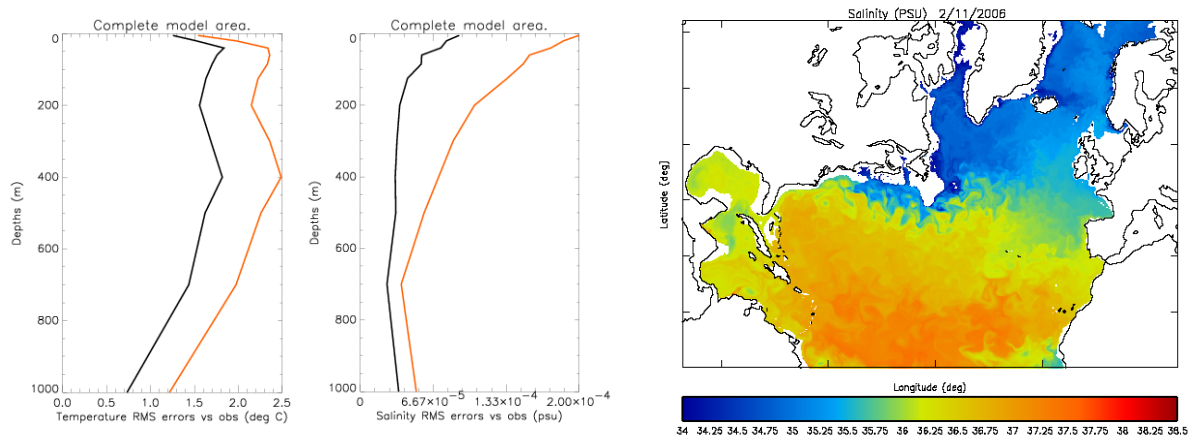 Complete model area.
0
200
400
600
800
1000
Depths (m)
0.0 0.5 1.0 1.5 2.0 2.5
Temperature RMS errors vs obs (deg C)
Complete model area.
0
200
400
600
800
1000
Depths (m)
0 6.67×10⁻⁵ 1.33×10⁻⁴ 2.00×10⁻⁴
Salinity RMS errors vs obs (psu)
Salinity (PSU) 2/11/2006
Latitude (deg)
Longitude (deg)
34 34.25 34.5 34.75 35 35.25 35.5 35.75 36 36.25 36.5 36.75 37 37.25 37.5 37.75 38 38.25 38.5